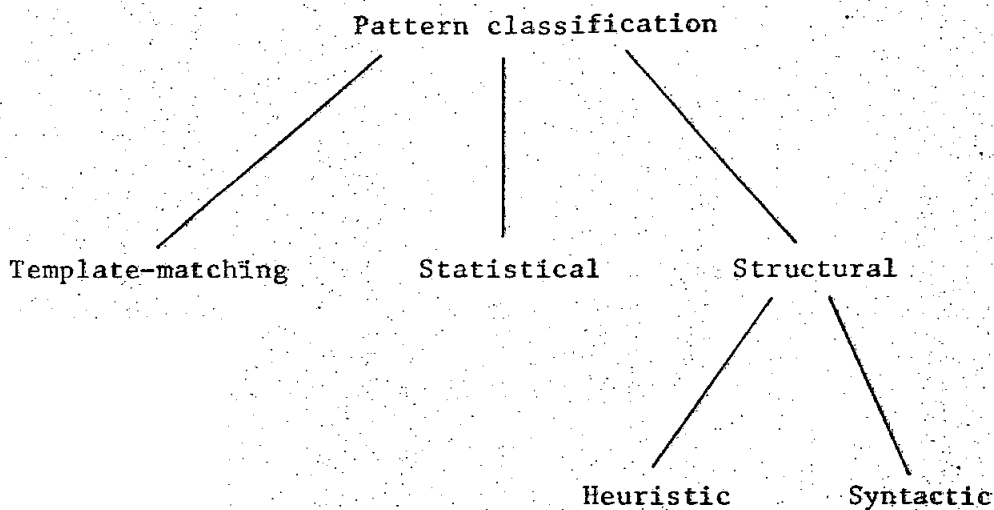 Pattern classification
Template-matching Statistical Structural
Heuristic Syntactic